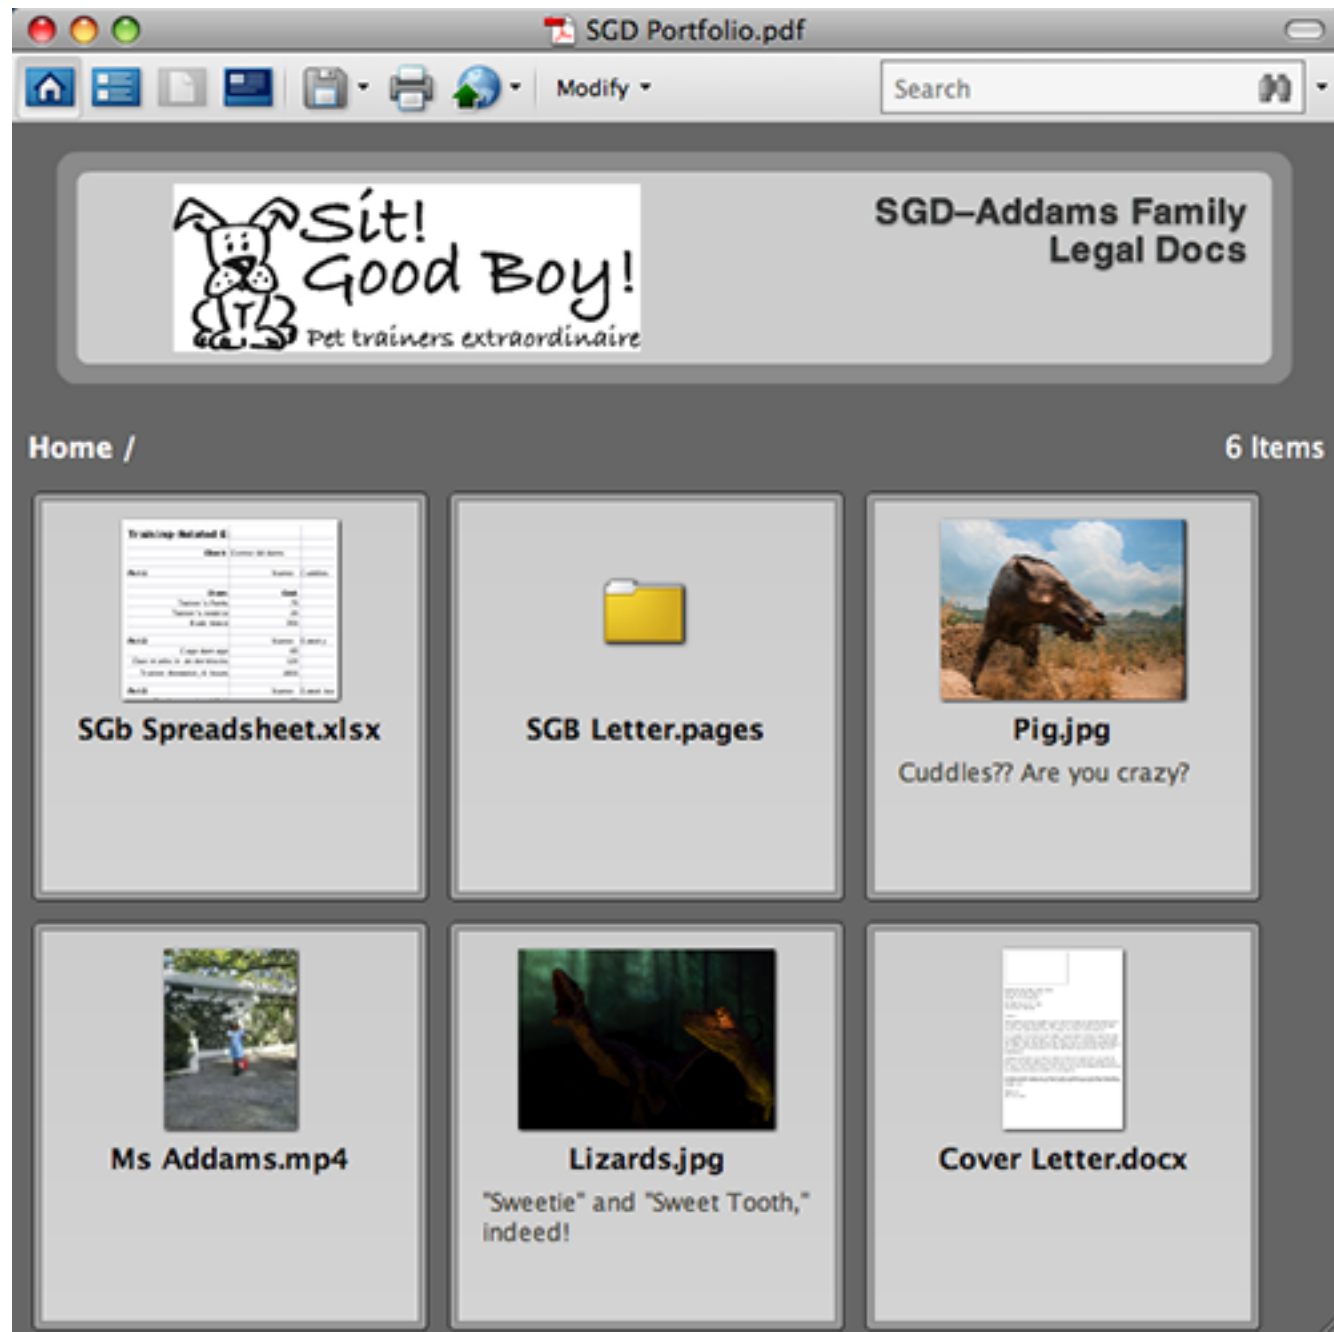 SGD Portfolio.pdf
Modify
Search
Sit!
Good Boy!
Pet trainers extraordinaire
SGD–Addams Family
Legal Docs
Home /
6 Items
SGb Spreadsheet.xlsx
SGB Letter.pages
Pig.jpg
Cuddles?? Are you crazy?
Ms Addams.mp4
Lizards.jpg
"Sweetie" and "Sweet Tooth,"
indeed!
Cover Letter.docx